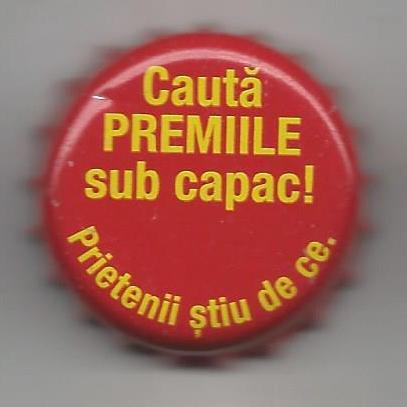 Caută
PREMIILE
sub capac!
Prietenii știu de ce.